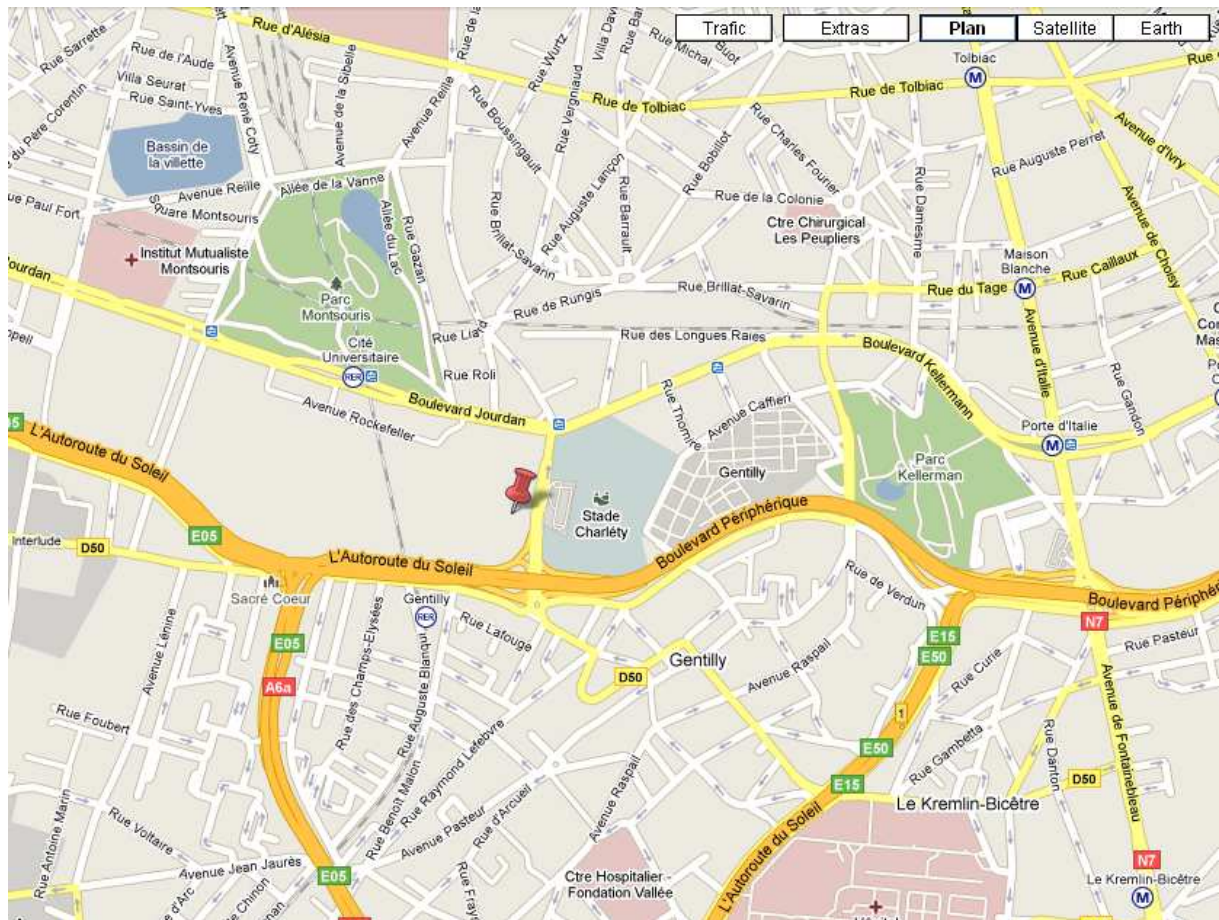 Trafic
Extras
Plan
Satellite
Earth
Rue d'Alésia
Rue Sarrette
Rue de l'Aude
Villa Seurat
Rue Saint-Yves
Avenue René Coty
Avenue de la Sibelle
Avenue Reille
Rue Wurtz
Rue Vergniaud
Rue Michal
Buot
Tolbiac
Rue de Tolbiac
Rue de Tolbiac
Avenue d'Ivry
Rue Boussingault
Rue Bobillot
Rue Charles Fourier
Rue Auguste Perret
Bassin de
la villette
Avenue Reille
Allée de la Vanne
Rue Auguste Lançon
Rue Barrault
Rue de la Colonie
Rue Damesme
Avenue de Choisy
Rue Paul Fort
Square Montsouris
Allée du Lac
Rue Gazan
Rue Brillat-Savarin
Ctre Chirurgical
Les Peupliers
Institut Mutualiste
Montsouris
Maison
Blanche
Rue Caillaux
Jourdan
Parc
Montsouris
Rue de Rungis
Rue Brillat-Savarin
Rue du Tage
Rue Liard
Rue des Longues Raies
Cité
Universitaire
RER
Rue Roli
Boulevard Kellermann
Avenue d'Italie
Rue Gandon
Boulevard Jourdan
Avenue Rockefeller
Rue Thomire
Avenue Caffieri
Porte d'Italie
L'Autoroute du Soleil
Gentilly
Parc
Kellerman
Stade
Charléty
Boulevard Périphérique
E05
Interlude
D50
L'Autoroute du Soleil
Sacré Coeur
Gentilly
RER
Rue de Verdun
Boulevard Périphé
N7
Avenue Lénine
E05
Rue Lafouge
E15
E50
Rue Pasteur
Gentilly
D50
Avenue Raspail
Rue Curie
A6a
Rue des Champs-Elysées
Rue Auguste Blanqui
Rue Foubert
1
Avenue de Fontainebleau
E50
Rue Gambetta
Rue Danton
D50
E15
Rue Benoît Malon
Rue Raymond Lefebvre
Le Kremlin-Bicêtre
Rue Antoine Marin
Rue Voltaire
Avenue Pasteur
Rue d'Arcueil
Avenue Raspail
L'Autoroute du Soleil
Avenue Jean Jaurès
E05
N7
Ctre Hospitalier -
Fondation Vallée
Le Kremlin-Bicêtre